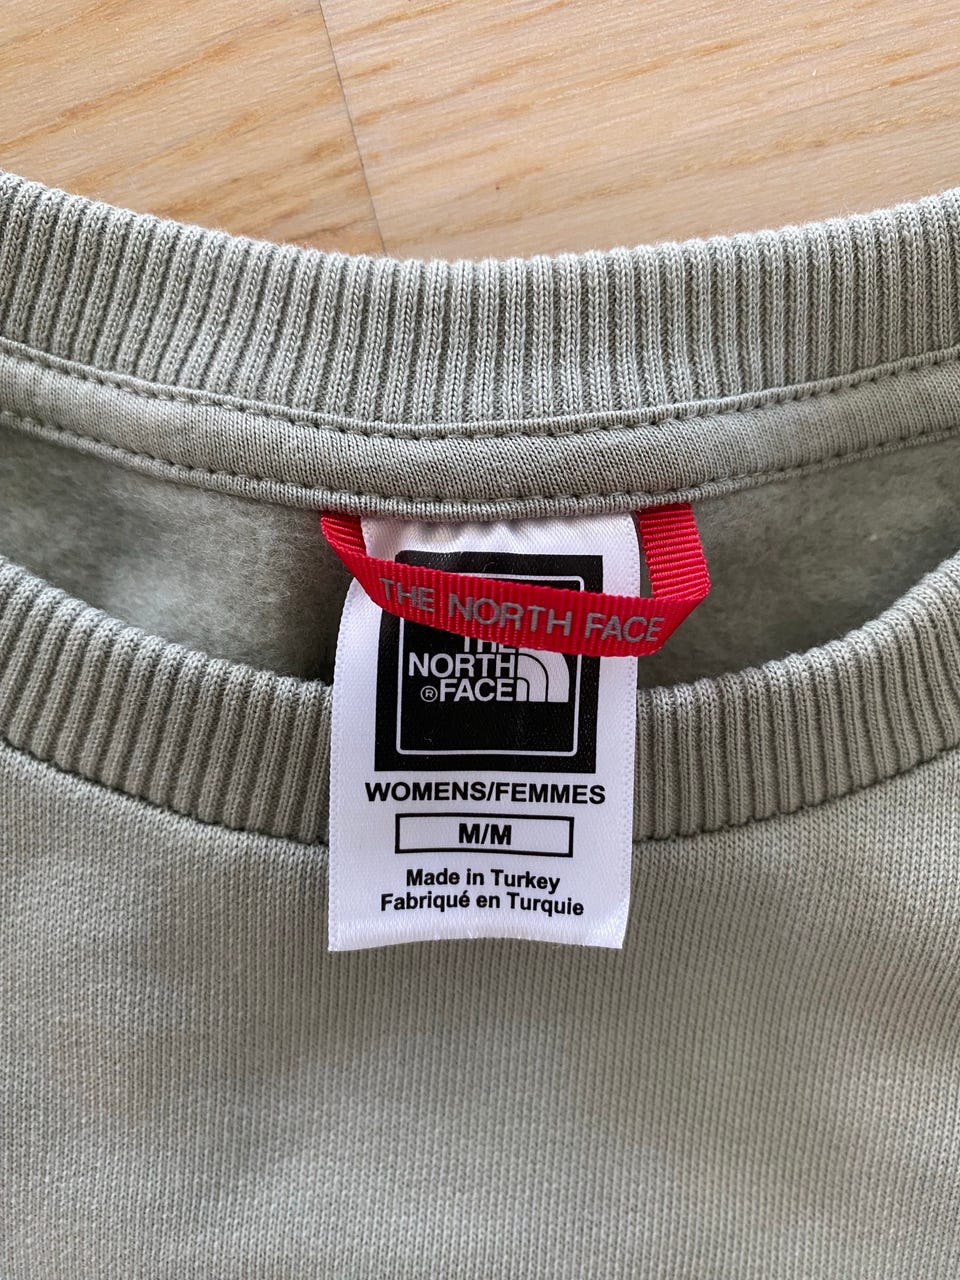 THE NORTH FACE
THE
NORTH
®FACE
WOMENS/FEMMES
M/M
Made in Turkey
Fabriqué en Turquie